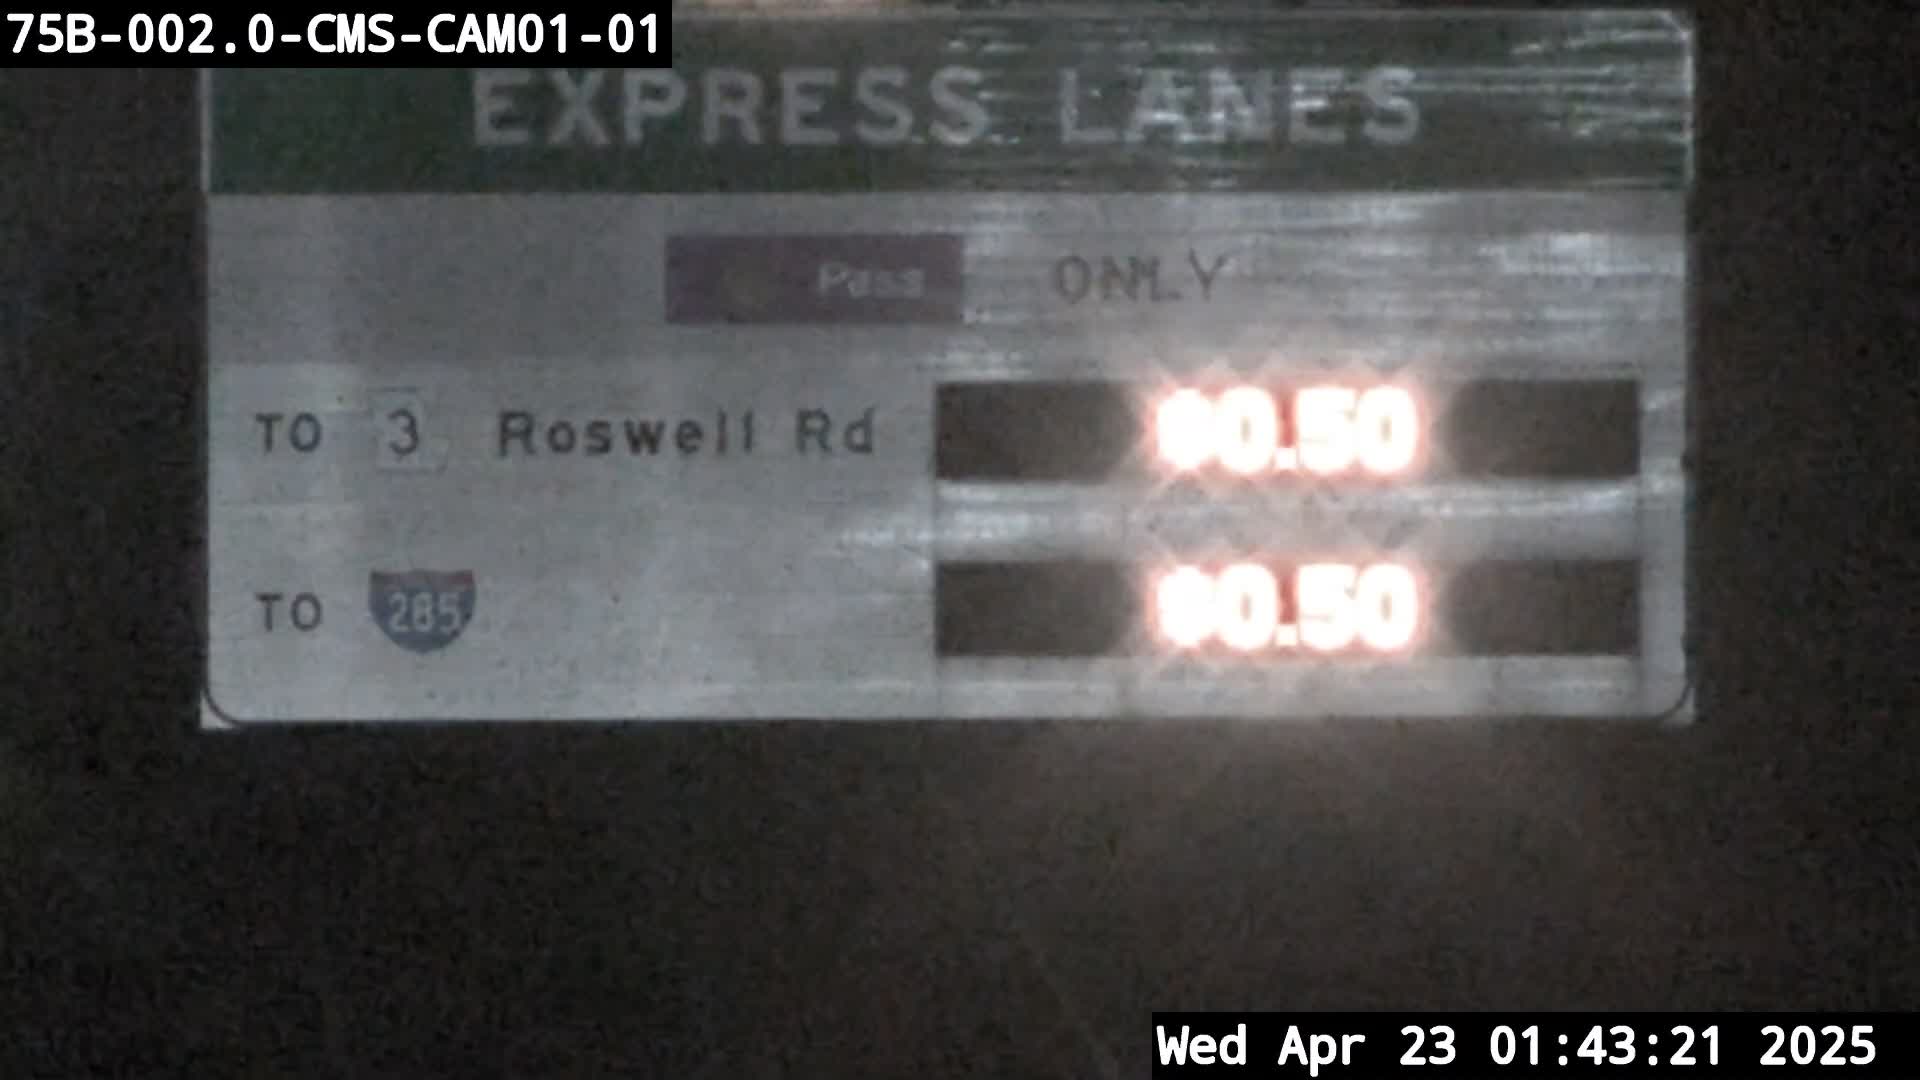 75B-002.0-CMS-CAM01-01
EXPRESS LANES
Pass ONLY
TO 3 Roswell Rd $0.50
TO 285 $0.50
Wed Apr 23 01:43:21 2025